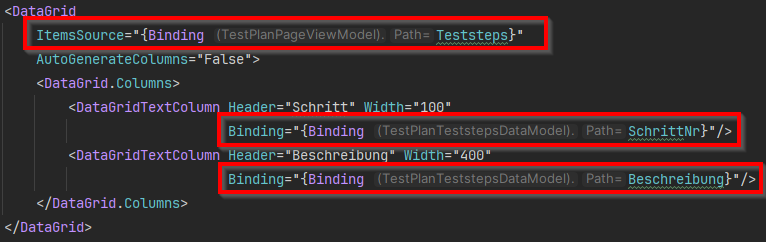 <DataGrid
ItemsSource="{Binding (TestPlanPageViewModel). Path= Teststeps}"
AutoGenerateColumns="False">
<DataGrid.Columns>
<DataGridTextColumn Header="Schritt" Width="100"
Binding="{Binding (TestPlanTeststepsDataModel). Path= SchrittNr}"/>
<DataGridTextColumn Header="Beschreibung" Width="400"
Binding="{Binding (TestPlanTeststepsDataModel). Path= Beschreibung}"/>
</DataGrid.Columns>
</DataGrid>